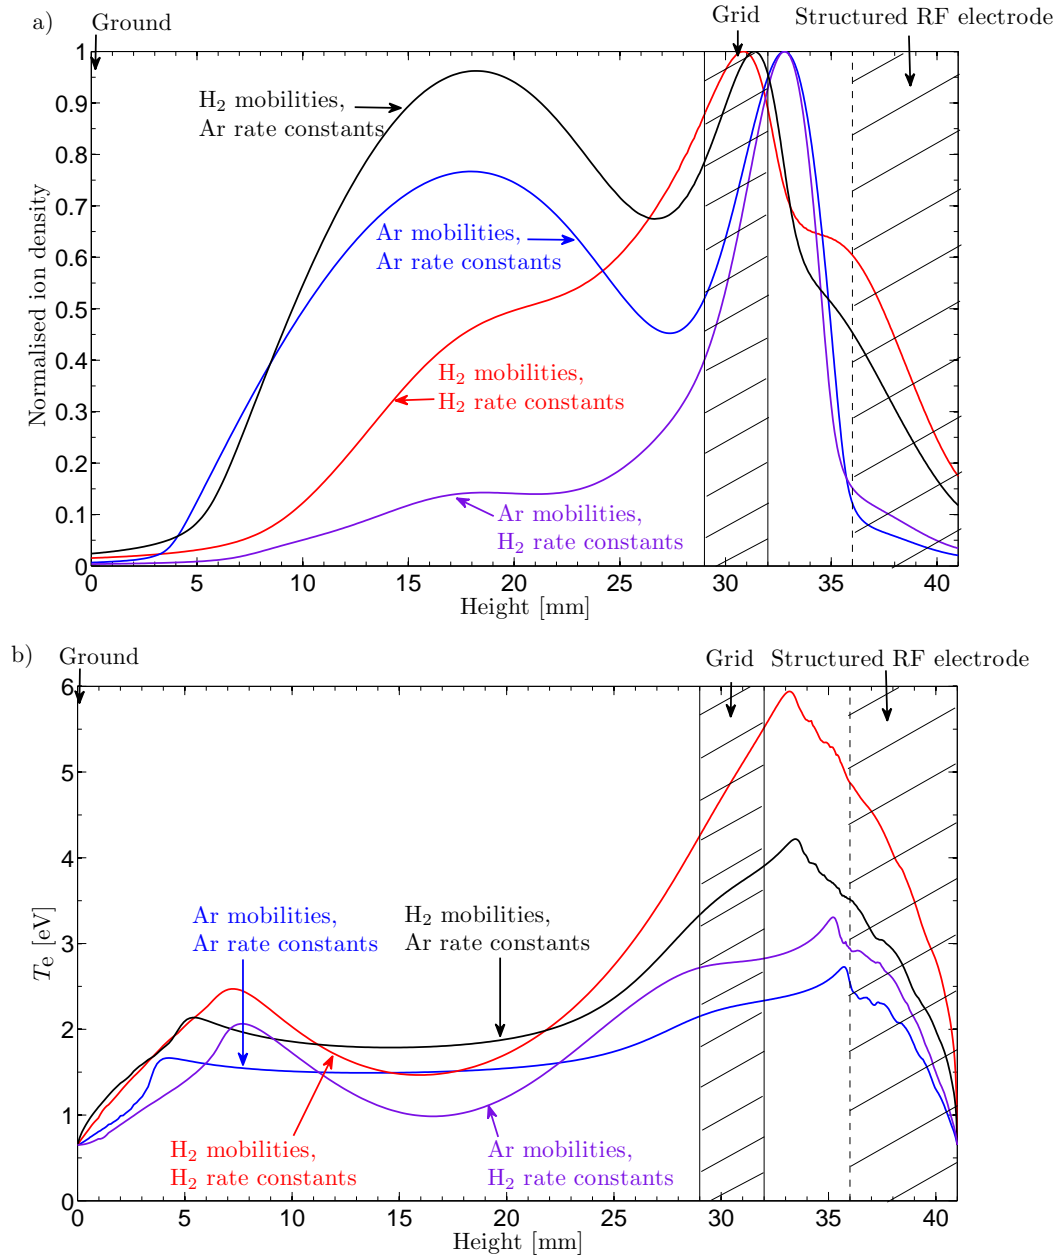 a)
Ground
Grid
Structured RF electrode
1
0.9
0.8
0.7
0.6
0.5
0.4
0.3
0.2
0.1
0
Normalised ion density
H₂ mobilities,
Ar rate constants
Ar mobilities,
Ar rate constants
H₂ mobilities,
H₂ rate constants
Ar mobilities,
H₂ rate constants
0 5 10 15 20 25 30 35 40
Height [mm]
b)
Ground
Grid
Structured RF electrode
6
5
4
3
2
1
0
Te [eV]
Ar mobilities,
Ar rate constants
H₂ mobilities,
Ar rate constants
H₂ mobilities,
H₂ rate constants
Ar mobilities,
H₂ rate constants
0 5 10 15 20 25 30 35 40
Height [mm]